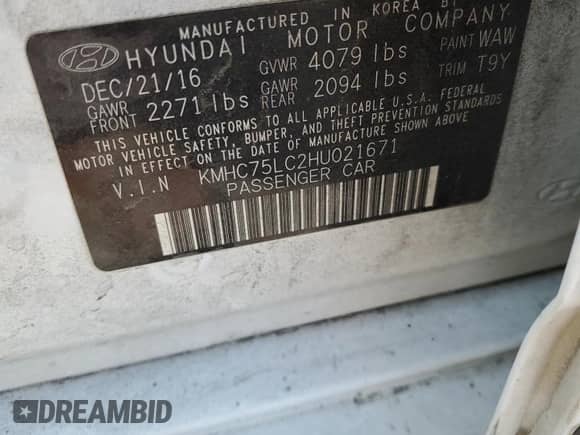 MANUFACTURED IN KOREA BY
HYUNDAI MOTOR COMPANY
DEC/21/16 GVWR 4079 lbs PAINT WAW
GAWR FRONT 2271 lbs GAWR REAR 2094 lbs TRIM T9Y
THIS VEHICLE CONFORMS TO ALL APPLICABLE U.S.A. FEDERAL
MOTOR VEHICLE SAFETY, BUMPER, AND THEFT PREVENTION STANDARDS
IN EFFECT ON THE DATE OF MANUFACTURE SHOWN ABOVE.
V.I.N KMHC75LC2HU021671
PASSENGER CAR
DREAMBID